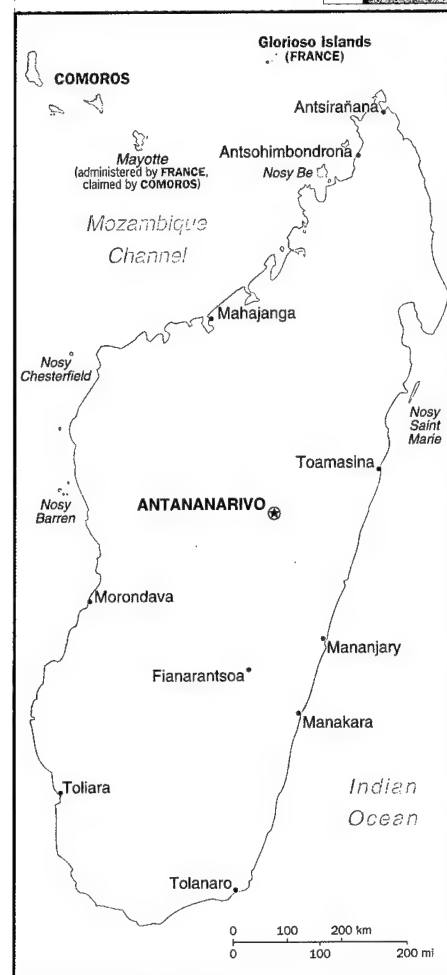 Glorioso Islands
(FRANCE)
COMOROS
Antsirañana
Antsohimbondrona
Mayotte
(administered by FRANCE,
claimed by COMOROS)
Nosy Be
Mozambique
Channel
Mahajanga
Nosy
Chesterfield
Nosy
Saint
Marie
Toamasina
ANTANANARIVO
Nosy
Barren
Morondava
Mananjary
Fianarantsoa
Manakara
Toliara
Indian
Ocean
Tolanaro
0 100 200 km
0 100 200 mi